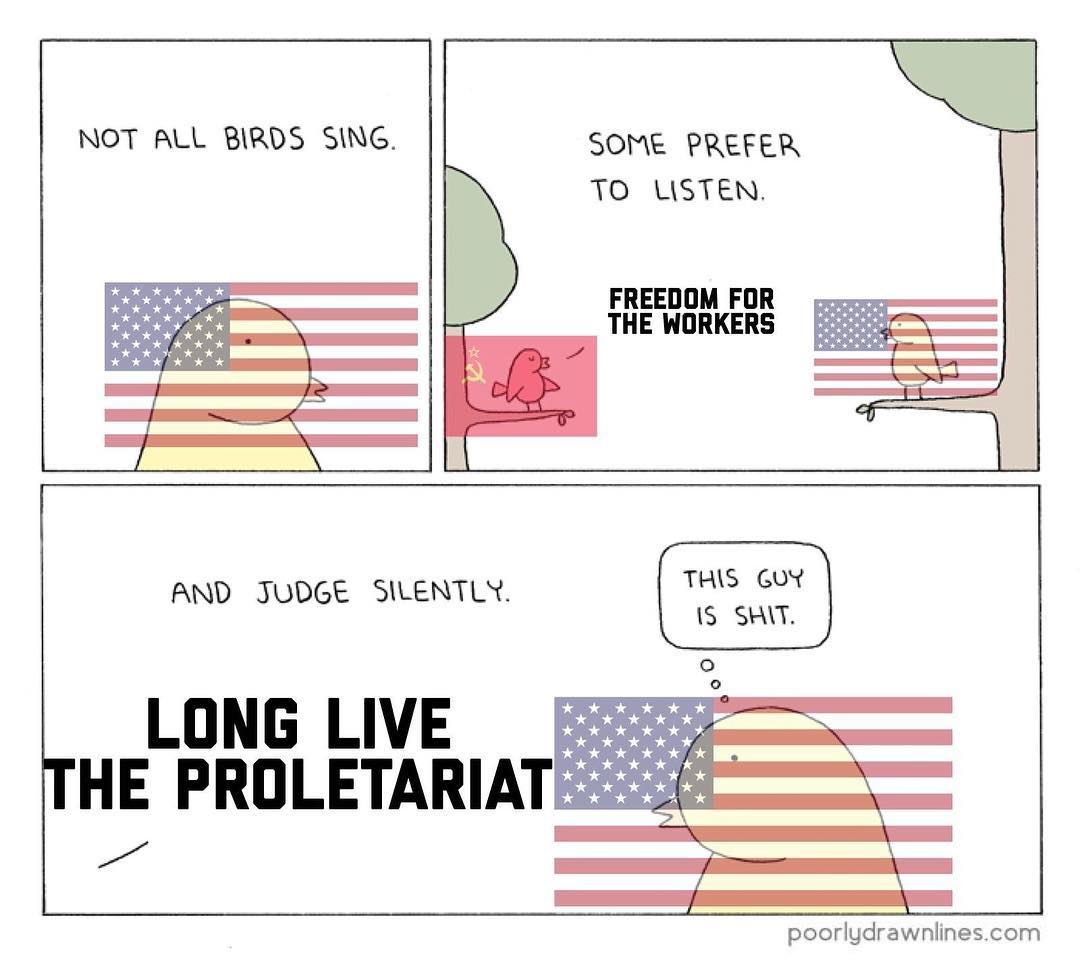 NOT ALL BIRDS SING.
SOME PREFER
TO LISTEN.
FREEDOM FOR
THE WORKERS
AND JUDGE SILENTLY.
THIS GUY
IS SHIT.
LONG LIVE
THE PROLETARIAT
poorlydrawnlines.com